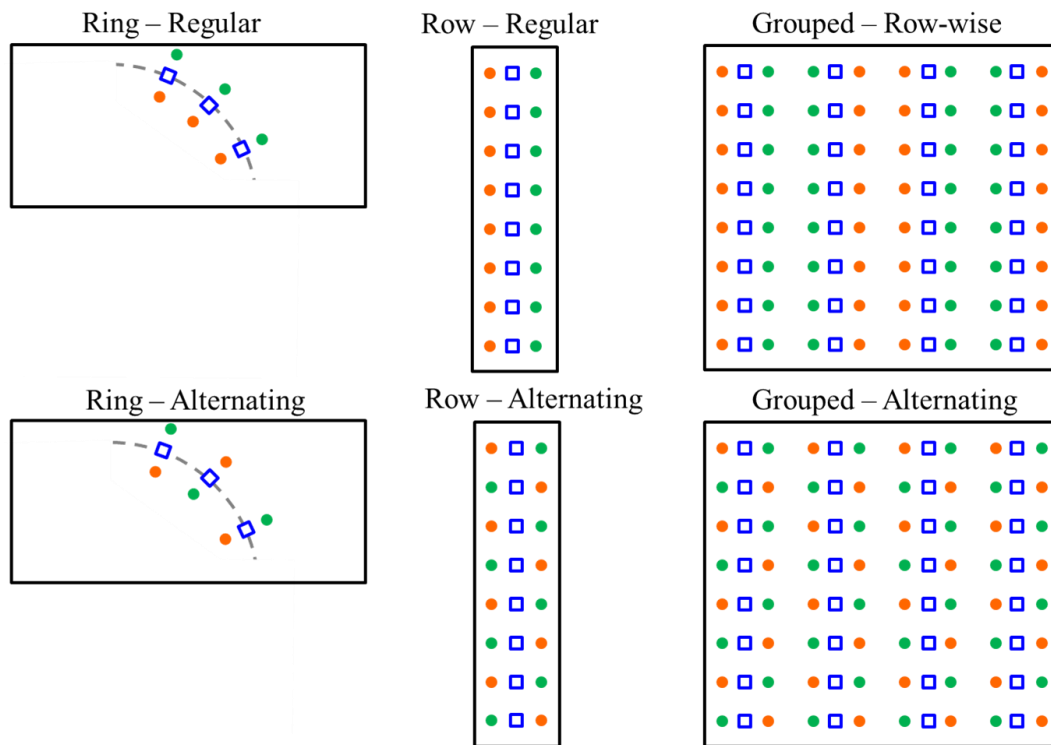 Ring – Regular
Row – Regular
Grouped – Row-wise
Ring – Alternating
Row – Alternating
Grouped – Alternating